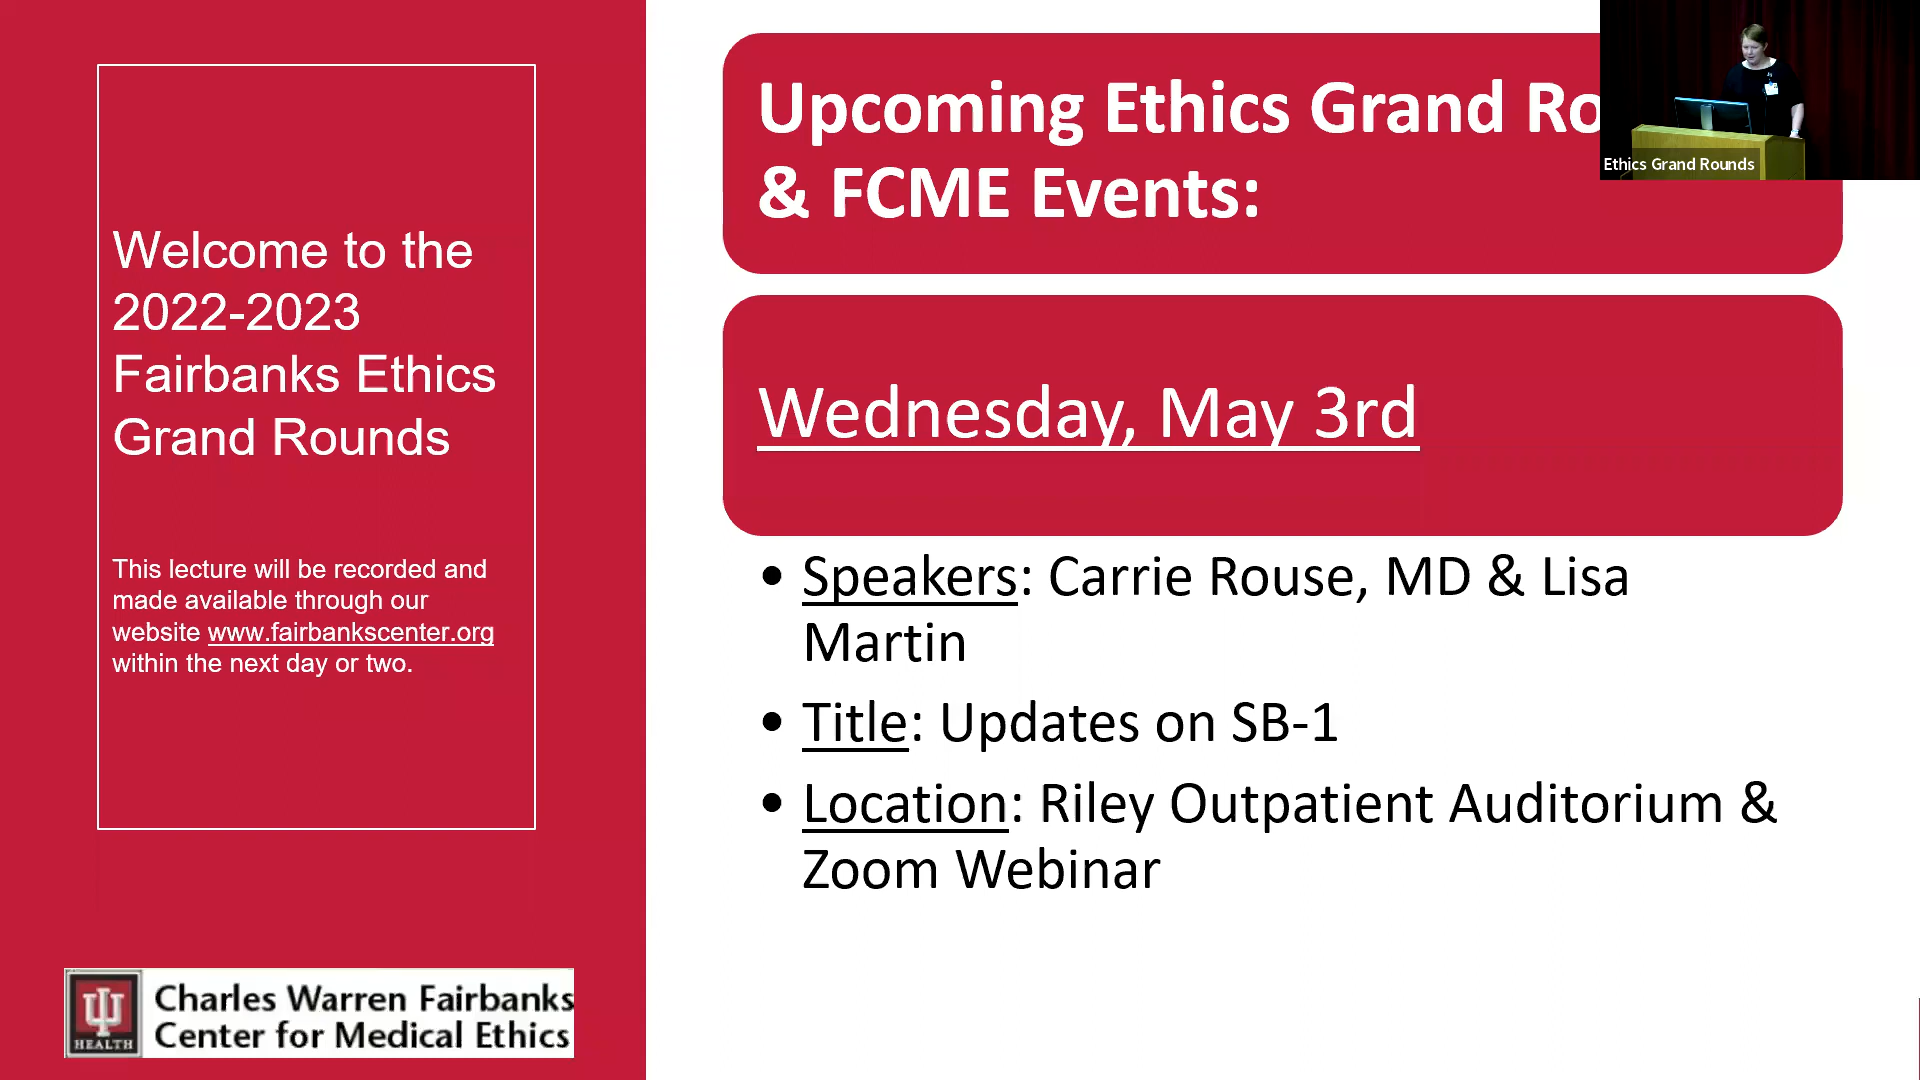 Welcome to the
2022-2023
Fairbanks Ethics
Grand Rounds
This lecture will be recorded and
made available through our
website www.fairbankscenter.org
within the next day or two.
HEALTH
Charles Warren Fairbanks
Center for Medical Ethics
Upcoming Ethics Grand Ro
& FCME Events:
Ethics Grand Rounds
Wednesday, May 3rd
• Speakers: Carrie Rouse, MD & Lisa
Martin
• Title: Updates on SB-1
• Location: Riley Outpatient Auditorium &
Zoom Webinar